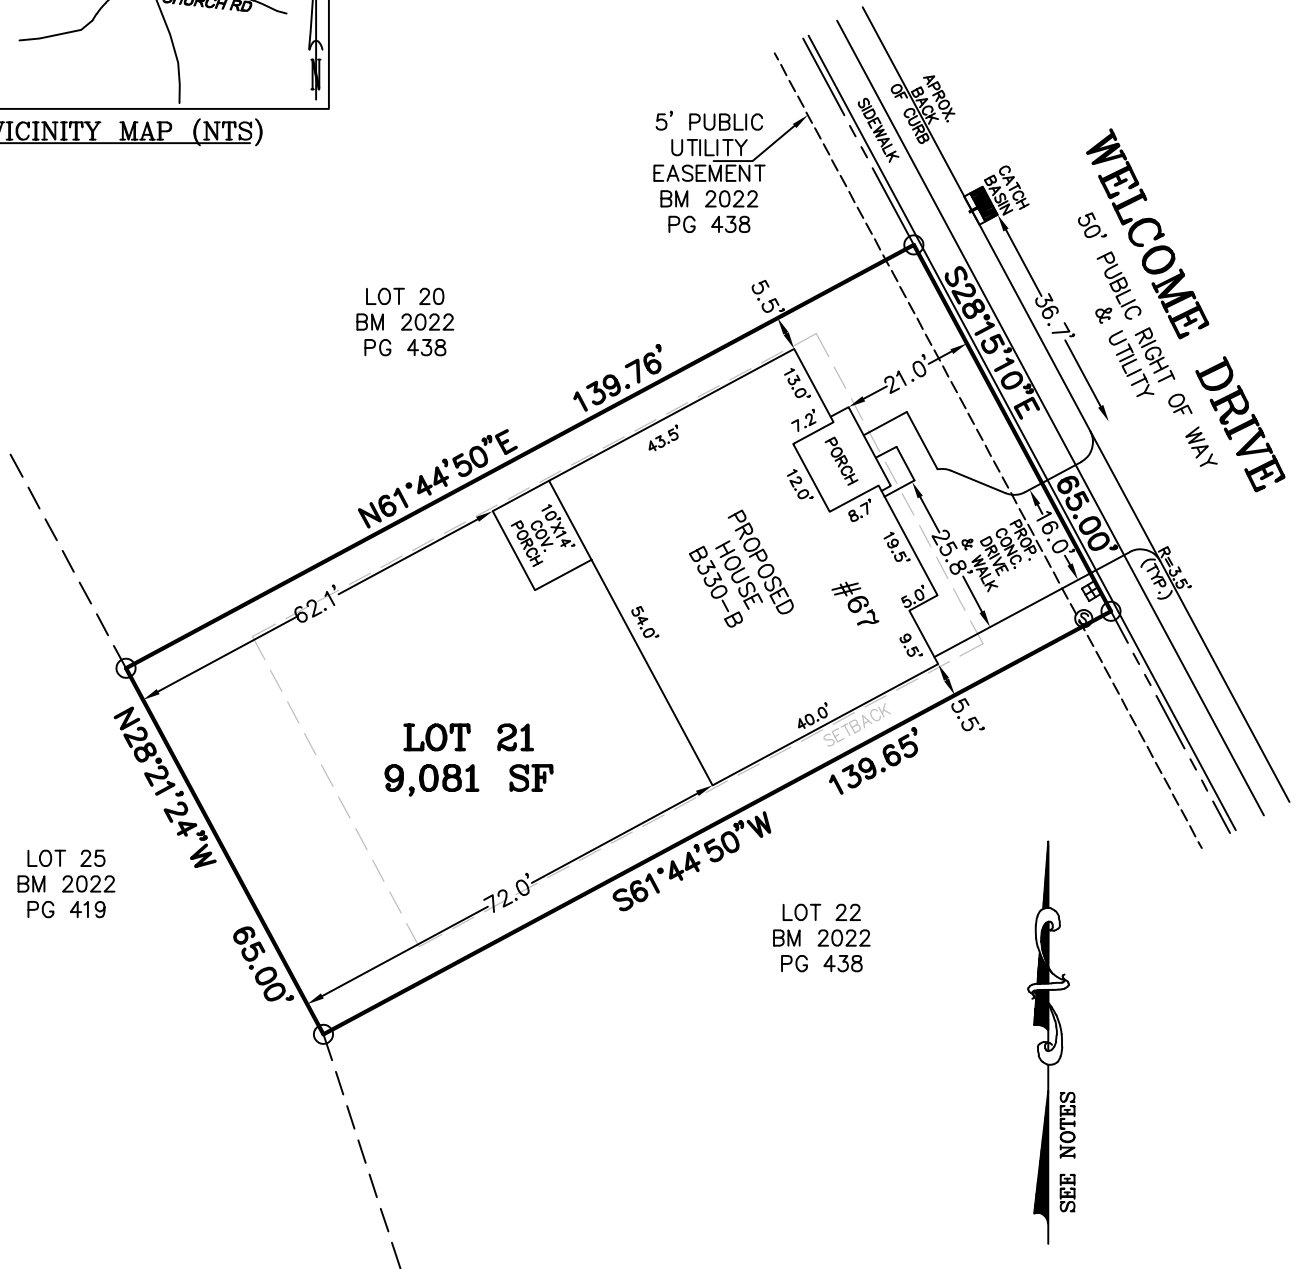 CHURCH RD
N
VICINITY MAP (NTS)
5' PUBLIC
UTILITY
EASEMENT
BM 2022
PG 438
SIDEWALK
APROX.
BACK
OF CURB
CATCH
BASIN
WELCOME DRIVE
50' PUBLIC RIGHT OF WAY
& UTILITY
36.7'
S28°15'10"E
65.00'
LOT 20
BM 2022
PG 438
N61°44'50"E
139.76'
5.5'
43.5'
13.0'
7.2'
21.0'
PORCH
12.0'
8.7'
19.5'
25.8'
5.0'
9.5'
PROP.
CONC.
DRIVE
& WALK
16.0'
R=3.5'
(TYP.)
S
10'X14'
COV.
PORCH
PROPOSED
HOUSE
B330-B
#67
62.1'
54.0'
40.0'
SETBACK
5.5'
LOT 21
9,081 SF
N28°21'24"W
65.00'
72.0'
S61°44'50"W
139.65'
LOT 25
BM 2022
PG 419
LOT 22
BM 2022
PG 438
SEE NOTES